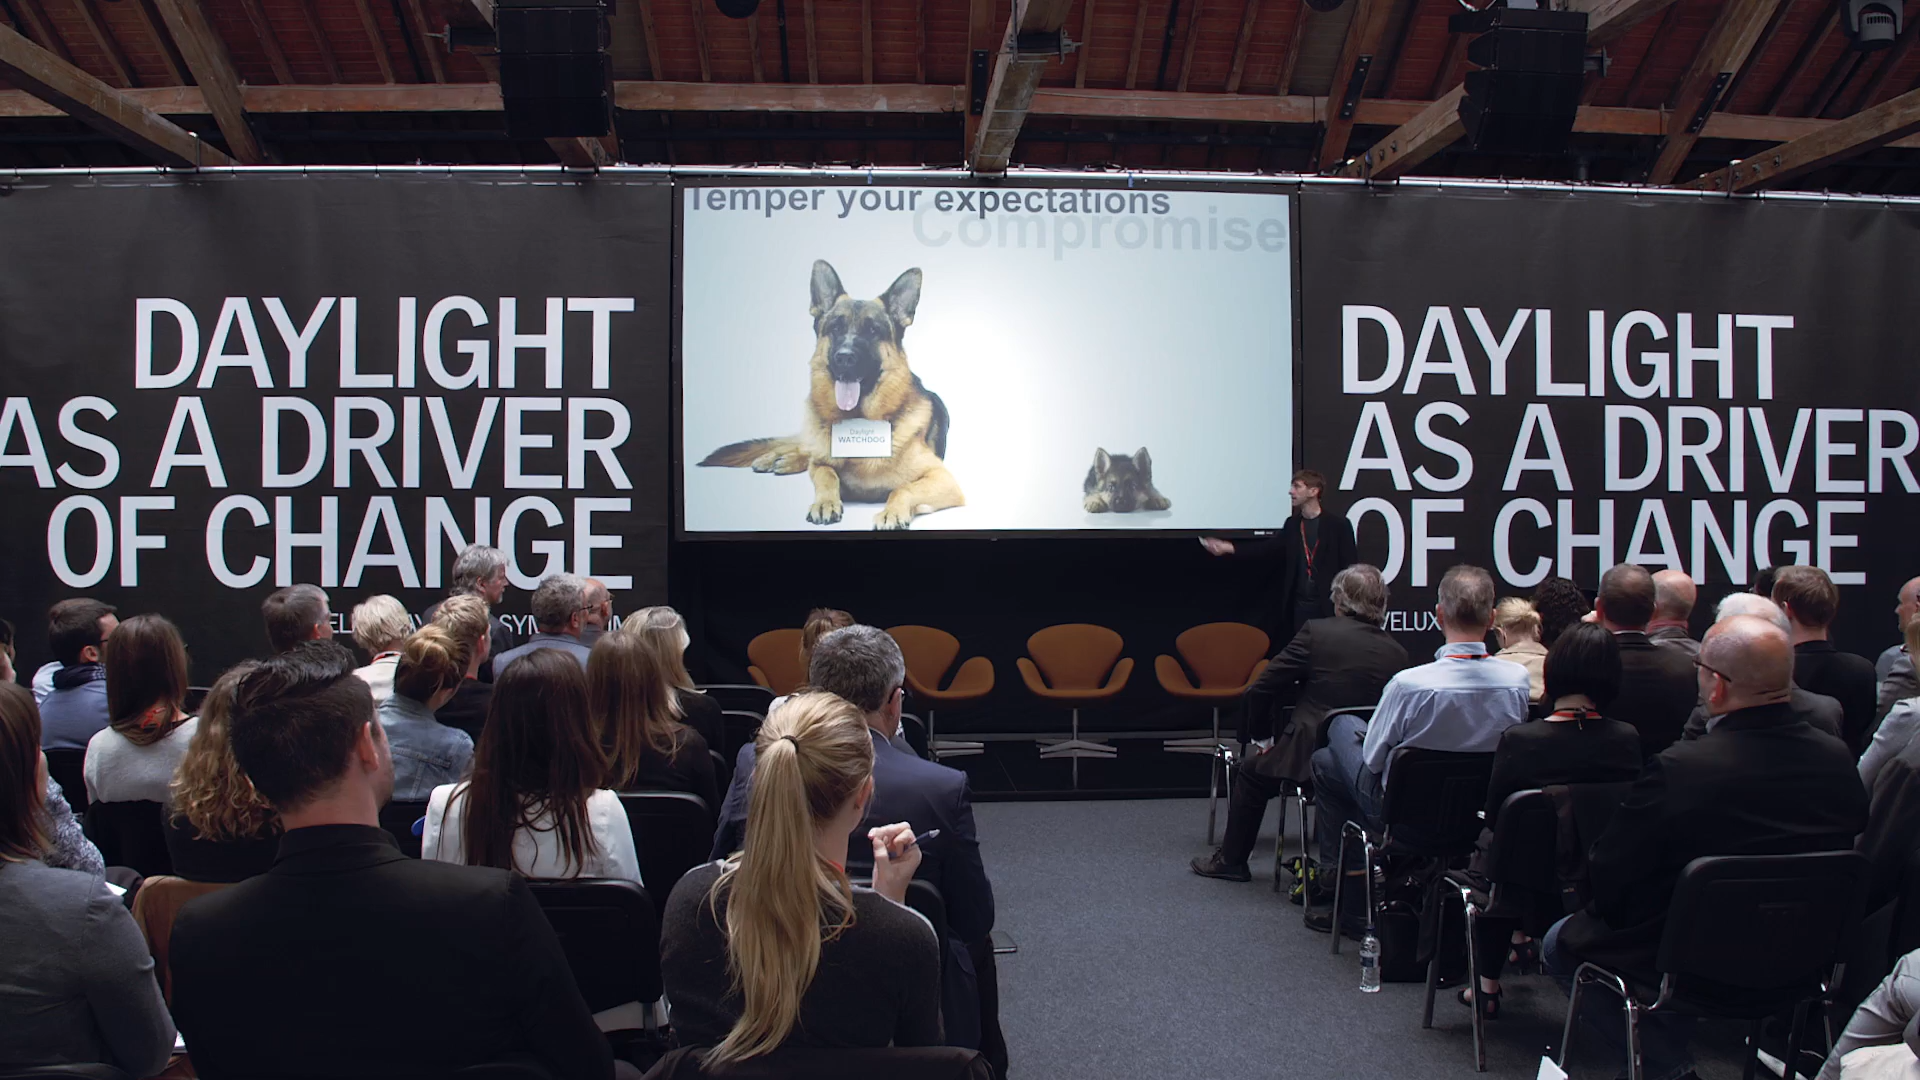 Temper your expectations
Compromise
Daylight
WATCHDOG
DAYLIGHT
AS A DRIVER
OF CHANGE
DAYLIGHT
AS A DRIVER
OF CHANGE
VELUX